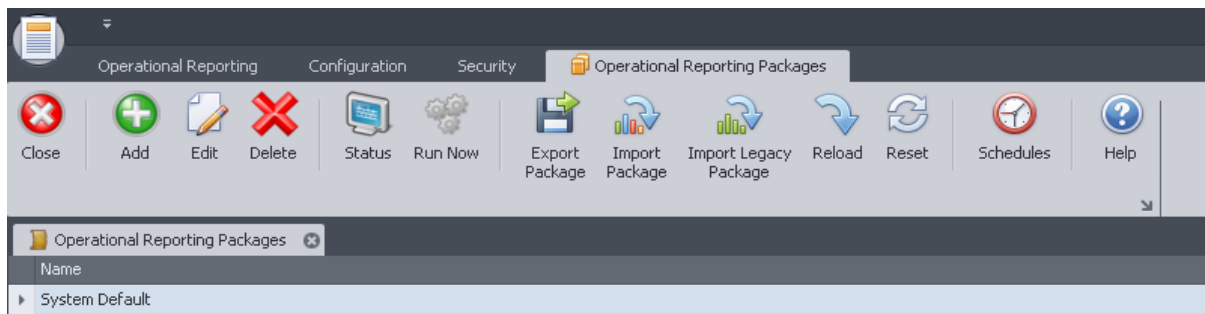 Operational Reporting Configuration Security Operational Reporting Packages
Close Add Edit Delete Status Run Now Export Package Import Package Import Legacy Package Reload Reset Schedules Help
Operational Reporting Packages
Name
System Default